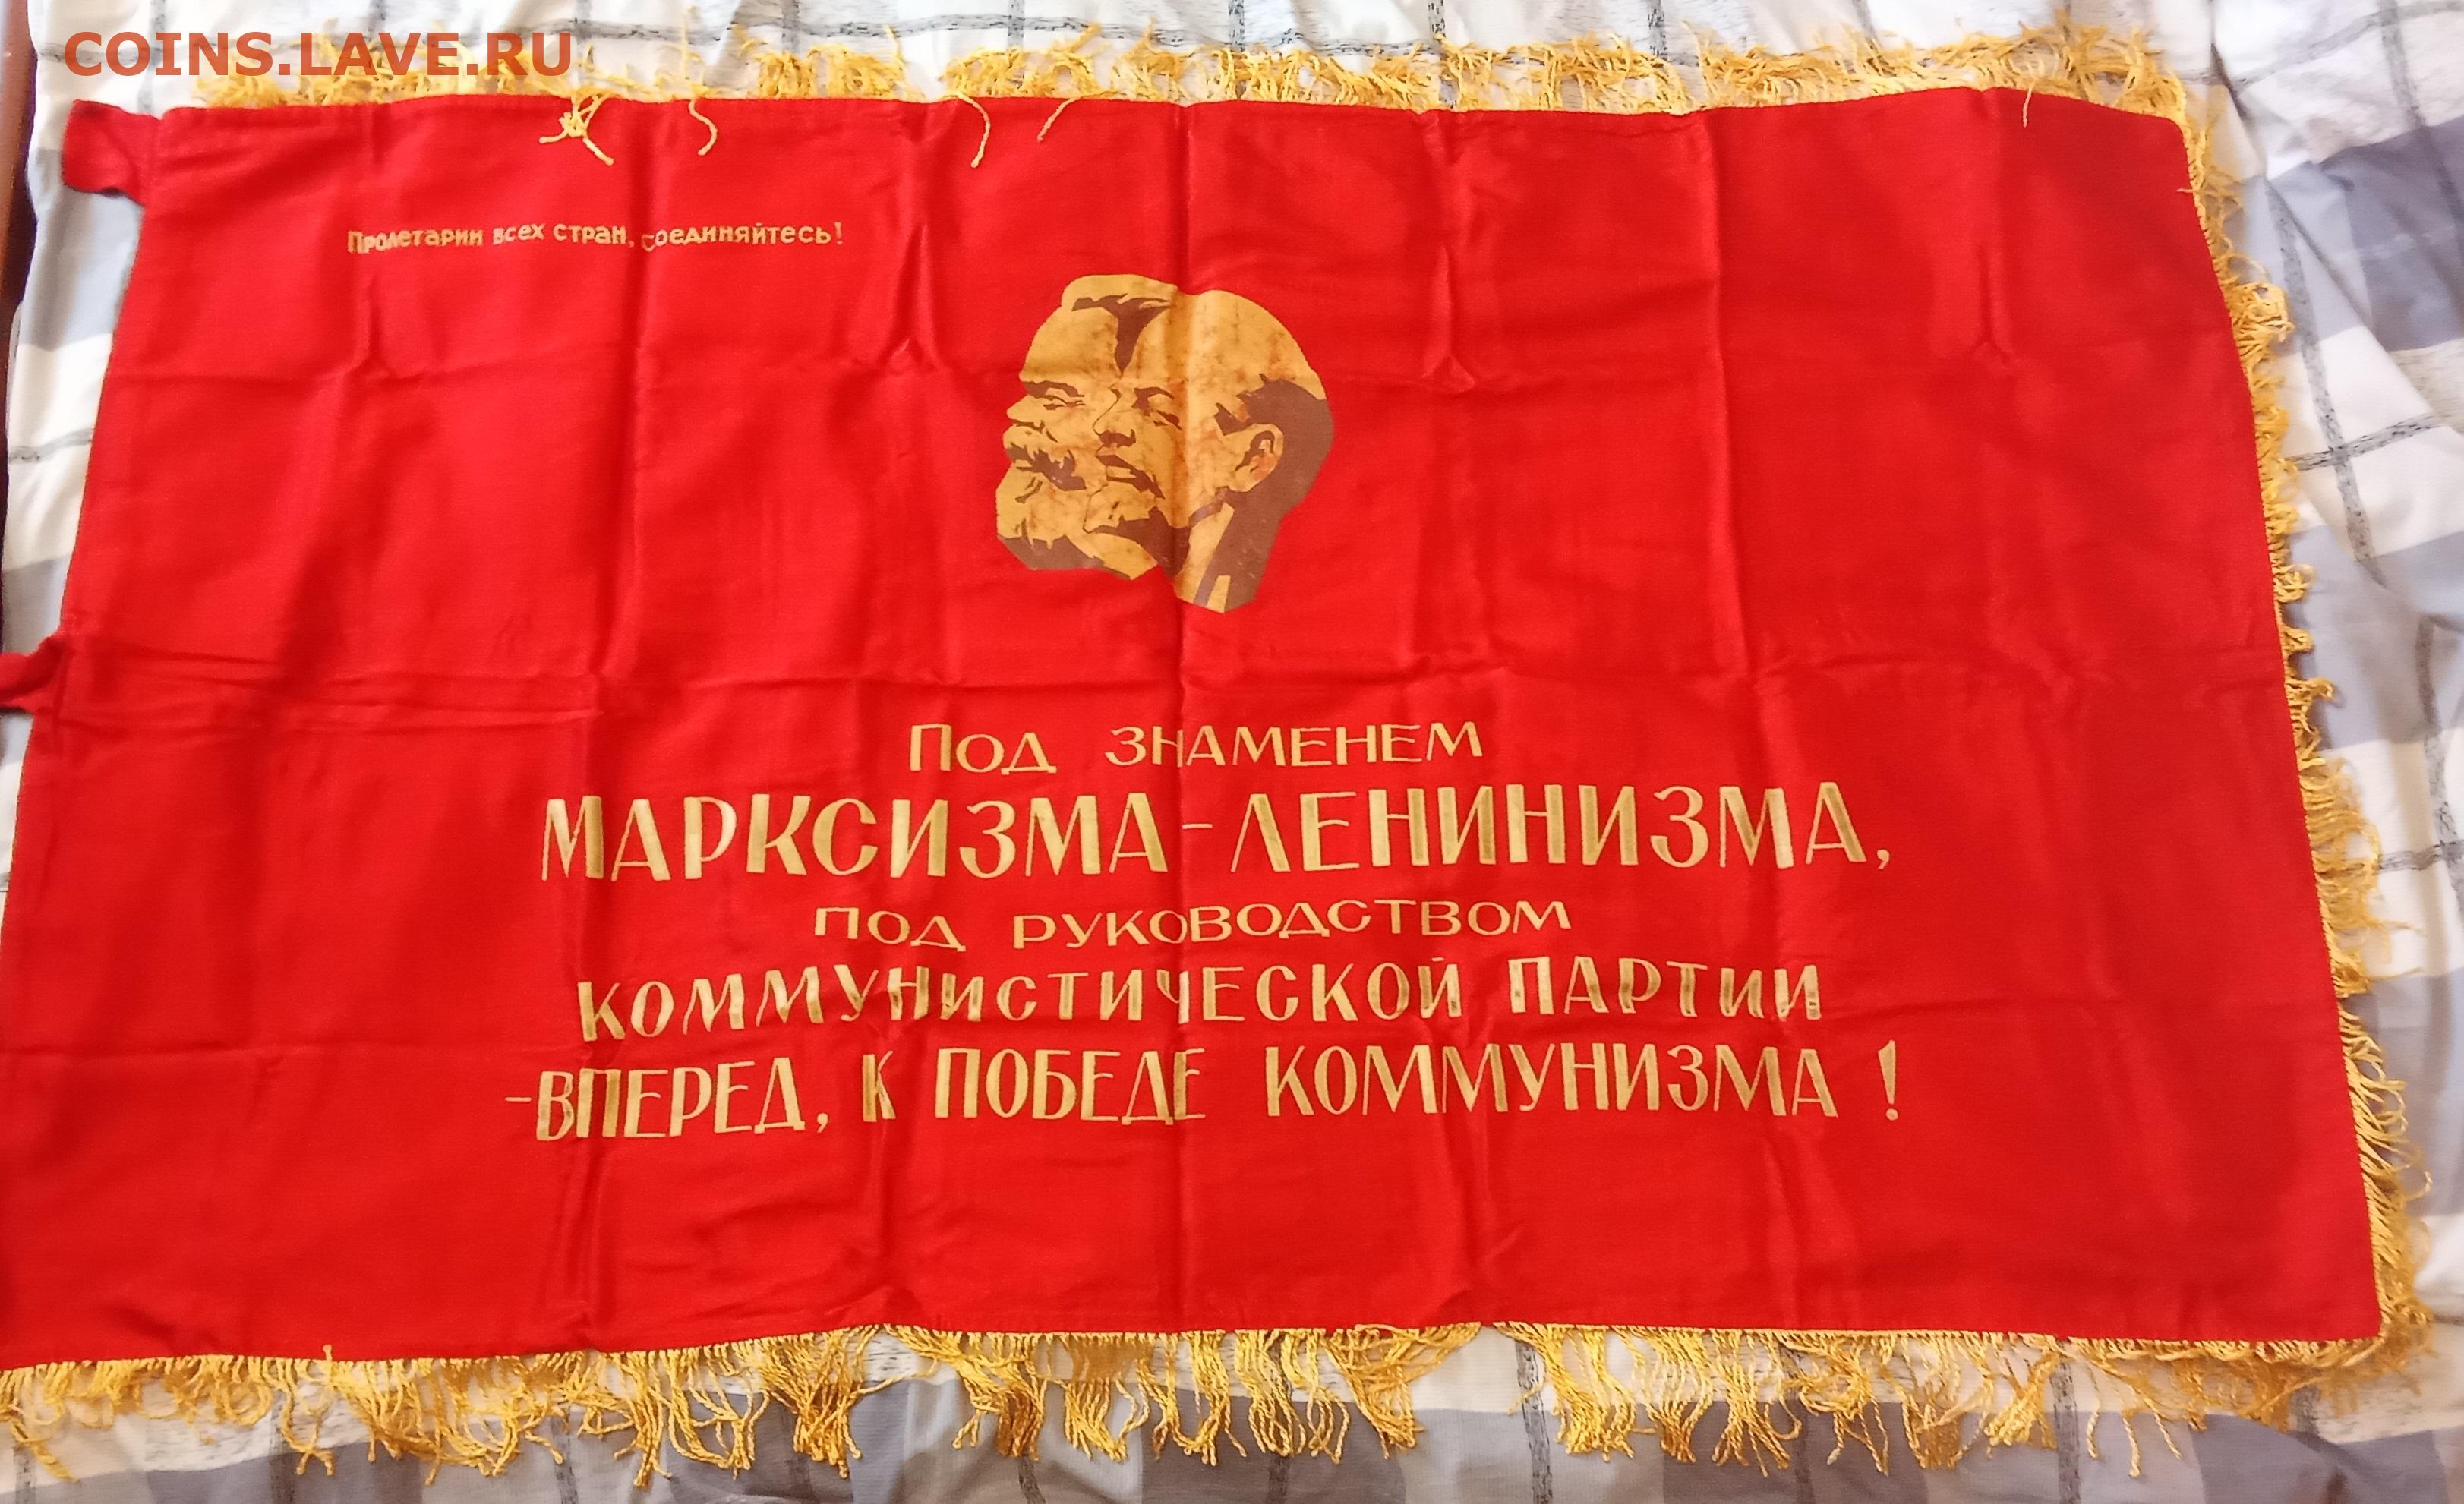 COINS.LAVE.RU
Пролетарии всех стран, соединяйтесь!
Под знаменем
МАРКСИЗМА-ЛЕНИНИЗМА,
под руководством
КОММУНИСТИЧЕСКОЙ ПАРТИИ
-ВПЕРЕД, К ПОБЕДЕ КОММУНИЗМА !